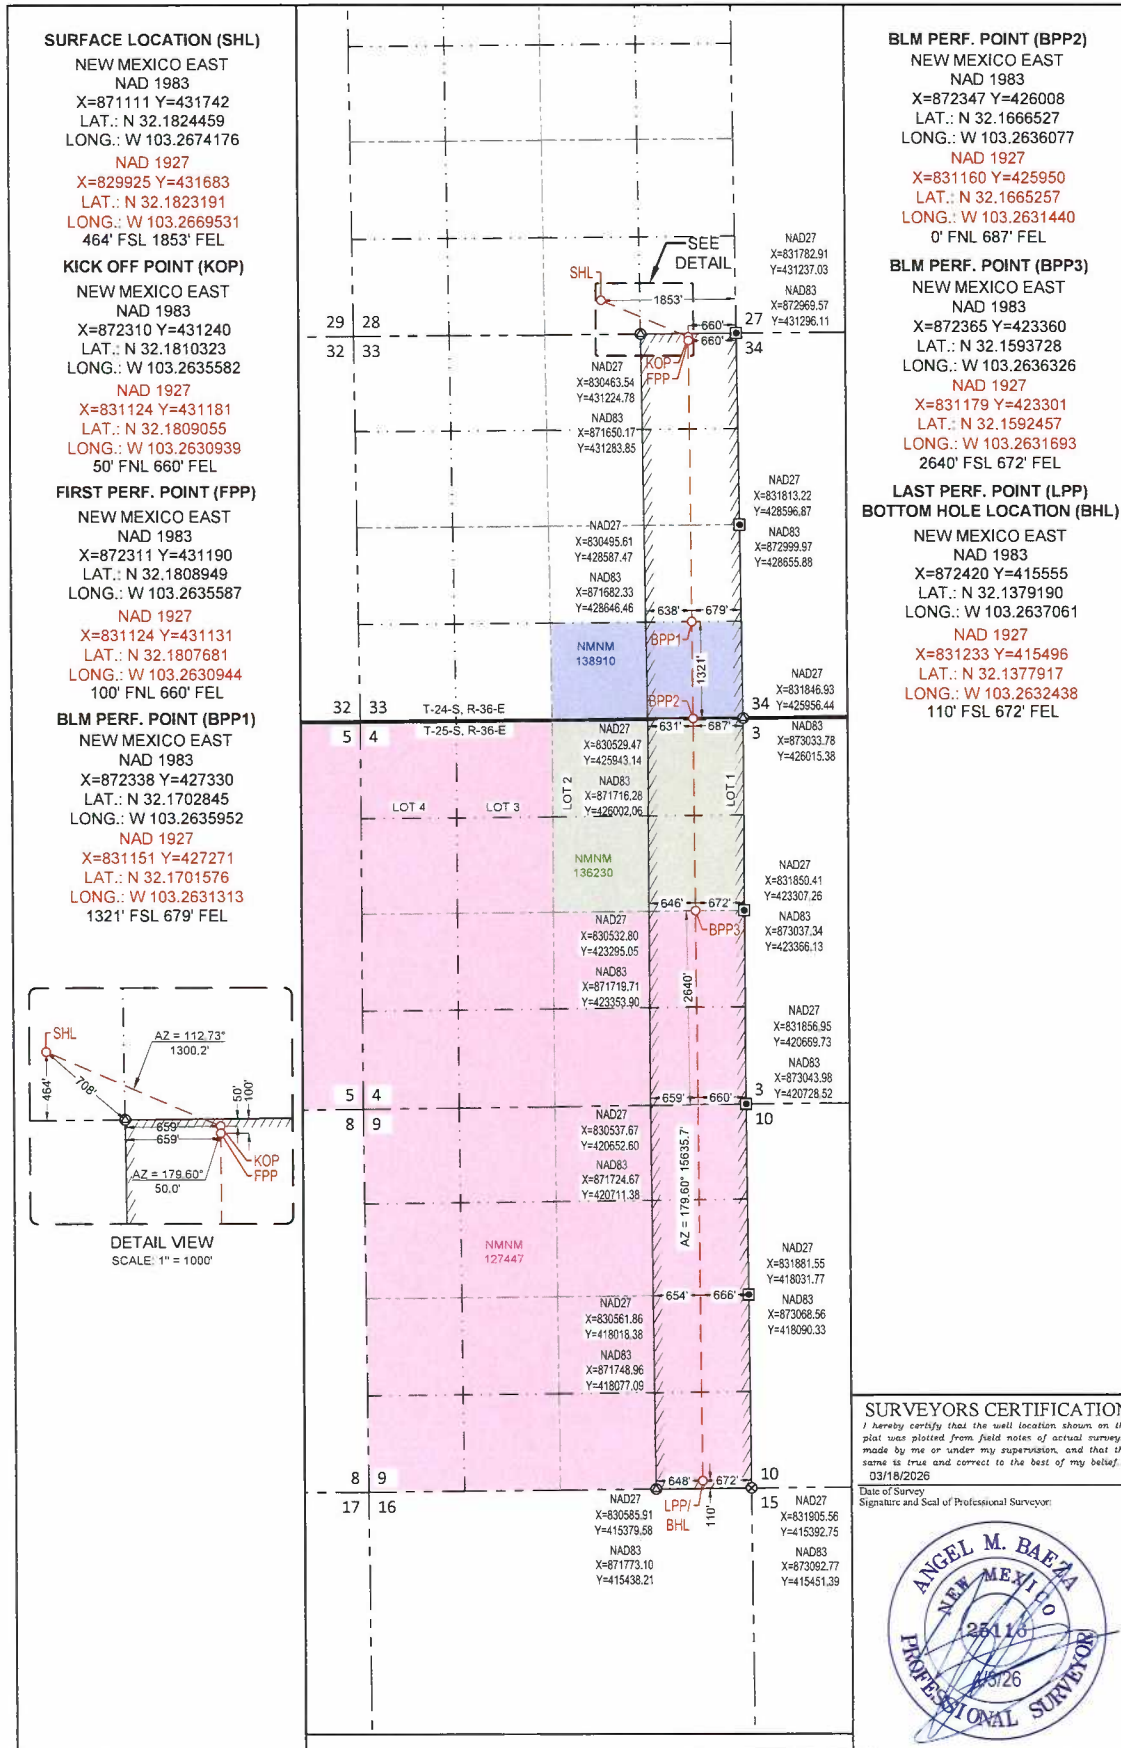 SURFACE LOCATION (SHL)
NEW MEXICO EAST
NAD 1983
X=871111 Y=431742
LAT.: N 32.1824459
LONG.: W 103.2674176
NAD 1927
X=829925 Y=431683
LAT.: N 32.1823191
LONG.: W 103.2669531
464' FSL 1853' FEL
KICK OFF POINT (KOP)
NEW MEXICO EAST
NAD 1983
X=872310 Y=431240
LAT.: N 32.1810323
LONG.: W 103.2635582
NAD 1927
X=831124 Y=431181
LAT.: N 32.1809055
LONG.: W 103.2630939
50' FNL 660' FEL
FIRST PERF. POINT (FPP)
NEW MEXICO EAST
NAD 1983
X=872311 Y=431190
LAT.: N 32.1808949
LONG.: W 103.2635587
NAD 1927
X=831124 Y=431131
LAT.: N 32.1807681
LONG.: W 103.2630944
100' FNL 660' FEL
BLM PERF. POINT (BPP1)
NEW MEXICO EAST
NAD 1983
X=872338 Y=427330
LAT.: N 32.1702845
LONG.: W 103.2635952
NAD 1927
X=831151 Y=427271
LAT.: N 32.1701576
LONG.: W 103.2631313
1321' FSL 679' FEL
SHL
AZ = 112.73°
1300.2'
464'
708'
50'
100'
659'
659'
KOP
FPP
AZ = 179.60°
50.0'
DETAIL VIEW
SCALE: 1" = 1000'
SEE
DETAIL
NAD27
X=831782.91
Y=431237.03
NAD83
X=872969.57
Y=431296.11
SHL
1853'
660'
660'
29 28
27
32 33
34
KOP
FPP
NAD27
X=830463.54
Y=431224.78
NAD83
X=871650.17
Y=431283.85
NAD27
X=831813.22
Y=428596.87
NAD83
X=872999.97
Y=428655.88
NAD27
X=830495.61
Y=428587.47
NAD83
X=871682.33
Y=428646.46
638' 679'
BPP1
NMNM
138910
1321'
BPP2
NAD27
X=831846.93
Y=425956.44
NAD83
X=873033.78
Y=426015.38
32 33
T-24-S, R-36-E
34
5 4
T-25-S, R-36-E
3
631' 687'
NAD27
X=830529.47
Y=425943.14
NAD83
X=871716.28
Y=426002.06
LOT 4
LOT 3
LOT 2
LOT 1
NMNM
136230
NAD27
X=831850.41
Y=423307.26
NAD83
X=873037.34
Y=423366.13
646' 672'
BPP3
NAD27
X=830532.80
Y=423295.05
NAD83
X=871719.71
Y=423353.90
2640'
NAD27
X=831856.95
Y=420669.73
NAD83
X=873043.98
Y=420728.52
5 4
3
8 9
10
659' 660'
NAD27
X=830537.67
Y=420652.60
NAD83
X=871724.67
Y=420711.38
AZ = 179.60° 15635.7'
NMNM
127447
NAD27
X=831881.55
Y=418031.77
NAD83
X=873068.56
Y=418090.33
654' 666'
NAD27
X=830561.86
Y=418018.38
NAD83
X=871748.96
Y=418077.09
8 9
10
17 16
15
648' 672'
110'
LPP/
BHL
NAD27
X=830585.91
Y=415379.58
NAD83
X=871773.10
Y=415438.21
NAD27
X=831905.56
Y=415392.75
NAD83
X=873092.77
Y=415451.39
BLM PERF. POINT (BPP2)
NEW MEXICO EAST
NAD 1983
X=872347 Y=426008
LAT.: N 32.1666527
LONG.: W 103.2636077
NAD 1927
X=831160 Y=425950
LAT.: N 32.1665257
LONG.: W 103.2631440
0' FNL 687' FEL
BLM PERF. POINT (BPP3)
NEW MEXICO EAST
NAD 1983
X=872365 Y=423360
LAT.: N 32.1593728
LONG.: W 103.2636326
NAD 1927
X=831179 Y=423301
LAT.: N 32.1592457
LONG.: W 103.2631693
2640' FSL 672' FEL
LAST PERF. POINT (LPP)
BOTTOM HOLE LOCATION (BHL)
NEW MEXICO EAST
NAD 1983
X=872420 Y=415555
LAT.: N 32.1379190
LONG.: W 103.2637061
NAD 1927
X=831233 Y=415496
LAT.: N 32.1377917
LONG.: W 103.2632438
110' FSL 672' FEL
SURVEYORS CERTIFICATION
I hereby certify that the well location shown on th
plat was plotted from field notes of actual survey
made by me or under my supervision, and that th
same is true and correct to the best of my belief.
03/18/2026
Date of Survey
Signature and Seal of Professional Surveyor:
ANGEL M. BAEZA
NEW MEXICO
25116
PROFESSIONAL SURVEYOR